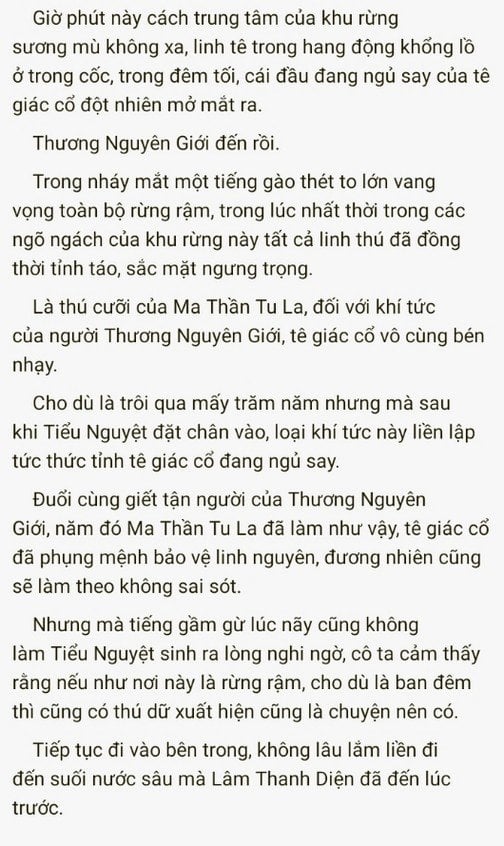 Giờ phút này cách trung tâm của khu rừng
sương mù không xa, linh tê trong hang động khổng lồ
ở trong cốc, trong đêm tối, cái đầu đang ngủ say của tê
giác cổ đột nhiên mở mắt ra.
Thương Nguyên Giới đến rồi.
Trong nháy mắt một tiếng gào thét to lớn vang
vọng toàn bộ rừng rậm, trong lúc nhất thời trong các
ngõ ngách của khu rừng này tất cả linh thú đã đồng
thời tỉnh táo, sắc mặt ngưng trọng.
Là thú cưỡi của Ma Thần Tu La, đối với khí tức
của người Thương Nguyên Giới, tê giác cổ vô cùng bén
nhạy.
Cho dù là trôi qua mấy trăm năm nhưng mà sau
khi Tiểu Nguyệt đặt chân vào, loại khí tức này liền lập
tức thức tỉnh tê giác cổ đang ngủ say.
Đuổi cùng giết tận người của Thương Nguyên
Giới, năm đó Ma Thần Tu La đã làm như vậy, tê giác cổ
đã phụng mệnh bảo vệ linh nguyên, đương nhiên cũng
sẽ làm theo không sai sót.
Nhưng mà tiếng gầm gừ lúc nãy cũng không
làm Tiểu Nguyệt sinh ra lòng nghi ngờ, cô ta cảm thấy
rằng nếu như nơi này là rừng rậm, cho dù là ban đêm
thì cũng có thú dữ xuất hiện cũng là chuyện nên có.
Tiếp tục đi vào bên trong, không lâu lắm liền đi
đến suối nước sâu mà Lâm Thanh Diện đã đến lúc
trước.